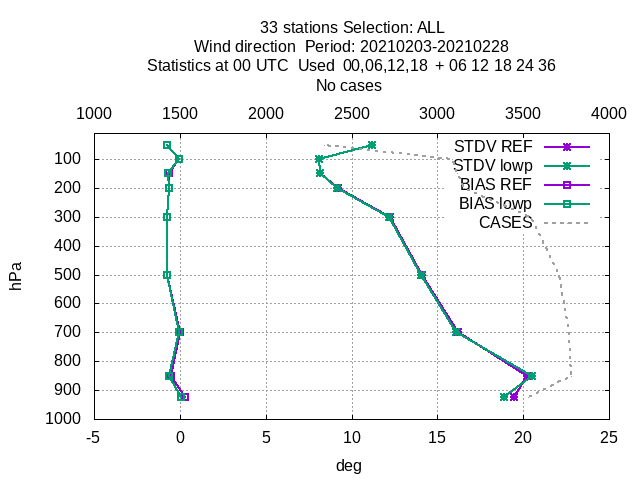 33 stations Selection: ALL
Wind direction  Period: 20210203-20210228
Statistics at 00 UTC  Used  00,06,12,18  + 06 12 18 24 36
No cases
1000 1500 2000 2500 3000 3500 4000
STDV REF
STDV lowp
BIAS REF
BIAS lowp
CASES
100
200
300
400
500
600
700
800
900
1000
hPa
-5 0 5 10 15 20 25
deg